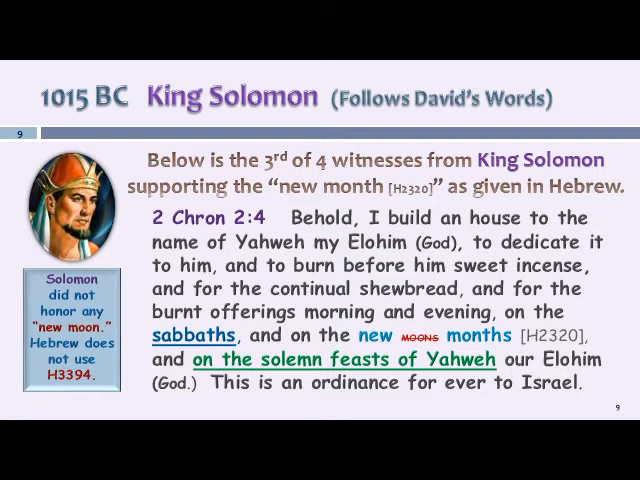 1015 BC King Solomon (Follows David's Words)
9
Below is the 3rd of 4 witnesses from King Solomon
supporting the “new month [H2320]” as given in Hebrew.
2 Chron 2:4 Behold, I build an house to the
name of Yahweh my Elohim (God), to dedicate it
to him, and to burn before him sweet incense,
and for the continual shewbread, and for the
burnt offerings morning and evening, on the
sabbaths, and on the new moons months [H2320],
and on the solemn feasts of Yahweh our Elohim
(God.) This is an ordinance for ever to Israel.
Solomon
did not
honor any
“new moon.”
Hebrew does
not use
H3394.
9